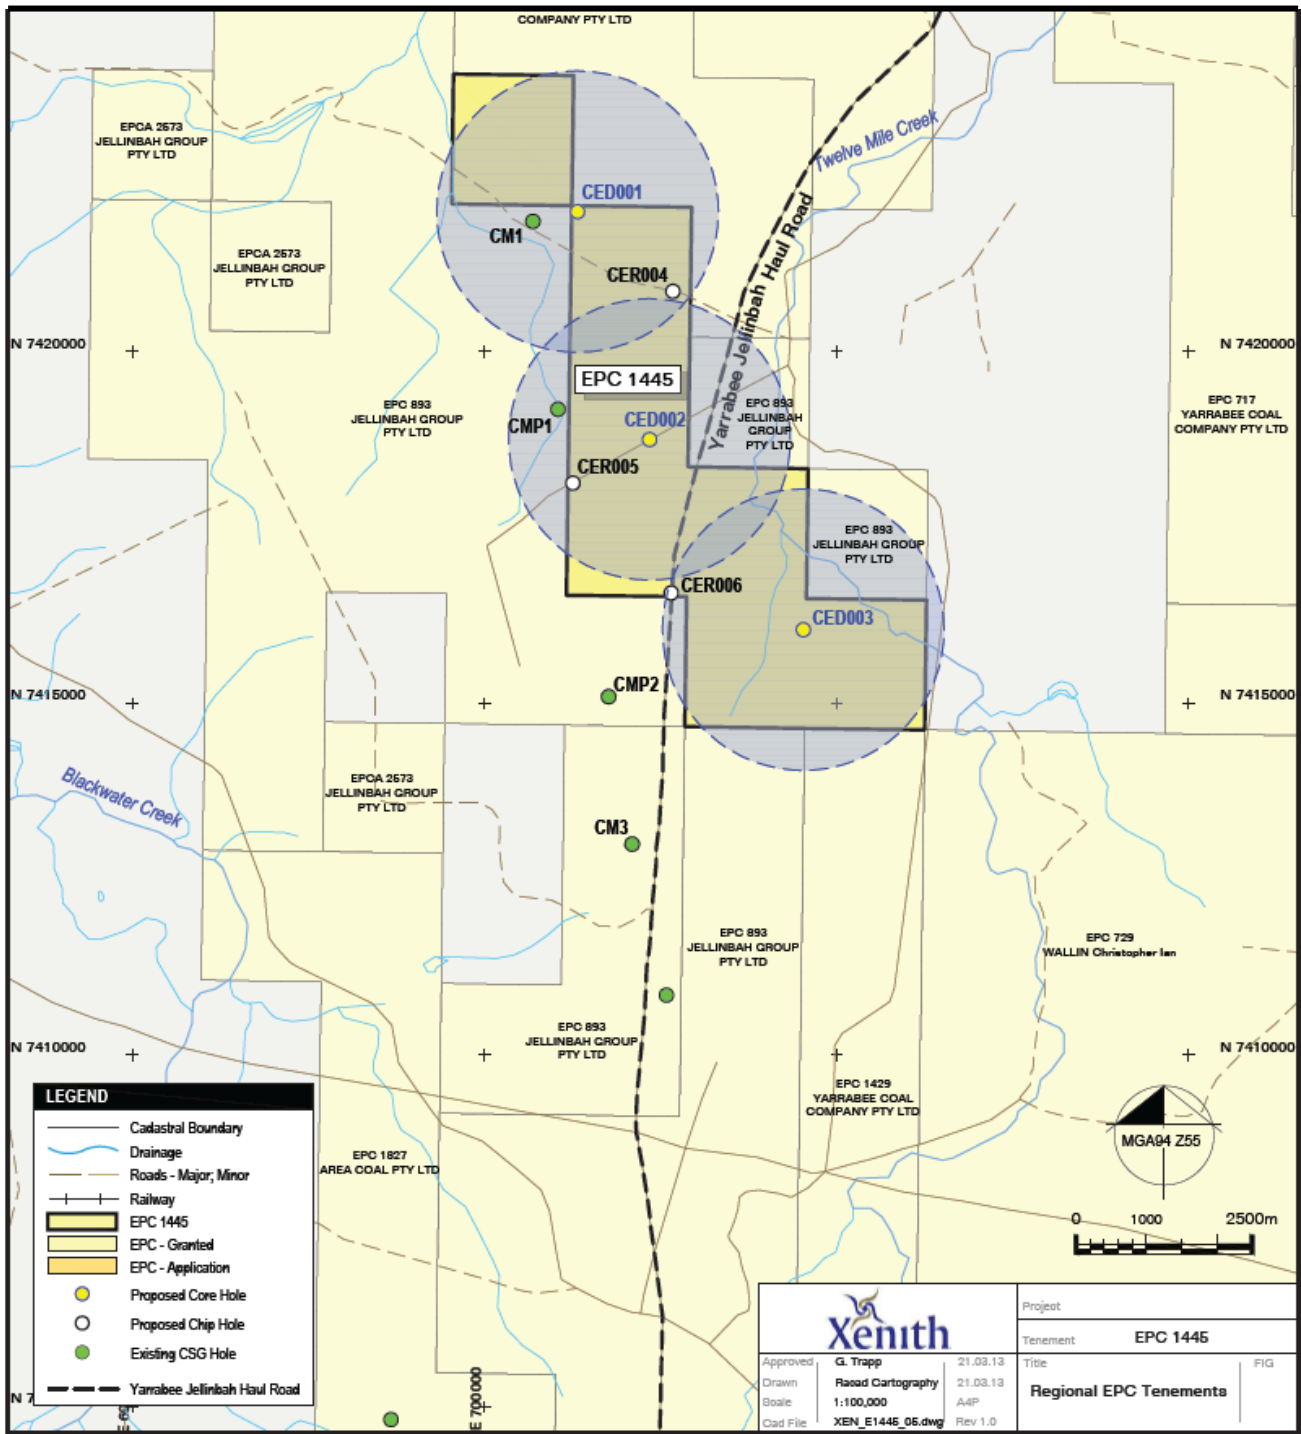 COMPANY PTY LTD
Twelve Mile Creek
EPCA 2573
JELLINBAH GROUP
PTY LTD
CED001
CM1
EPCA 2573
JELLINBAH GROUP
PTY LTD
CER004
Yarrabee Jellinbah Haul Road
N 7420000
N 7420000
EPC 1445
EPC 893
JELLINBAH GROUP
PTY LTD
CMP1
CED002
EPC 893
JELLINBAH
GROUP
PTY LTD
EPC 717
YARRABEE COAL
COMPANY PTY LTD
CER005
EPC 893
JELLINBAH GROUP
PTY LTD
CER006
CED003
N 7415000
CMP2
N 7415000
Blackwater Creek
EPCA 2573
JELLINBAH GROUP
PTY LTD
CM3
EPC 893
JELLINBAH GROUP
PTY LTD
EPC 729
WALLIN Christopher Ian
N 7410000
EPC 893
JELLINBAH GROUP
PTY LTD
N 7410000
EPC 1429
YARRABEE COAL
COMPANY PTY LTD
EPC 1827
AREA COAL PTY LTD
MGA94 Z55
0 1000 2500m
LEGEND
Cadastral Boundary
Drainage
Roads - Major; Minor
Railway
EPC 1445
EPC - Granted
EPC - Application
Proposed Core Hole
Proposed Chip Hole
Existing CSG Hole
Yarrabee Jellinbah Haul Road
N 7
E 700000
Xenith
Project
Tenement EPC 1445
Approved G. Trapp 21.03.13
Drawn Rasad Cartography 21.03.13
Scale 1:100,000 A4P
Cad File XEN_E1445_05.dwg Rev 1.0
Title
Regional EPC Tenements
FIG